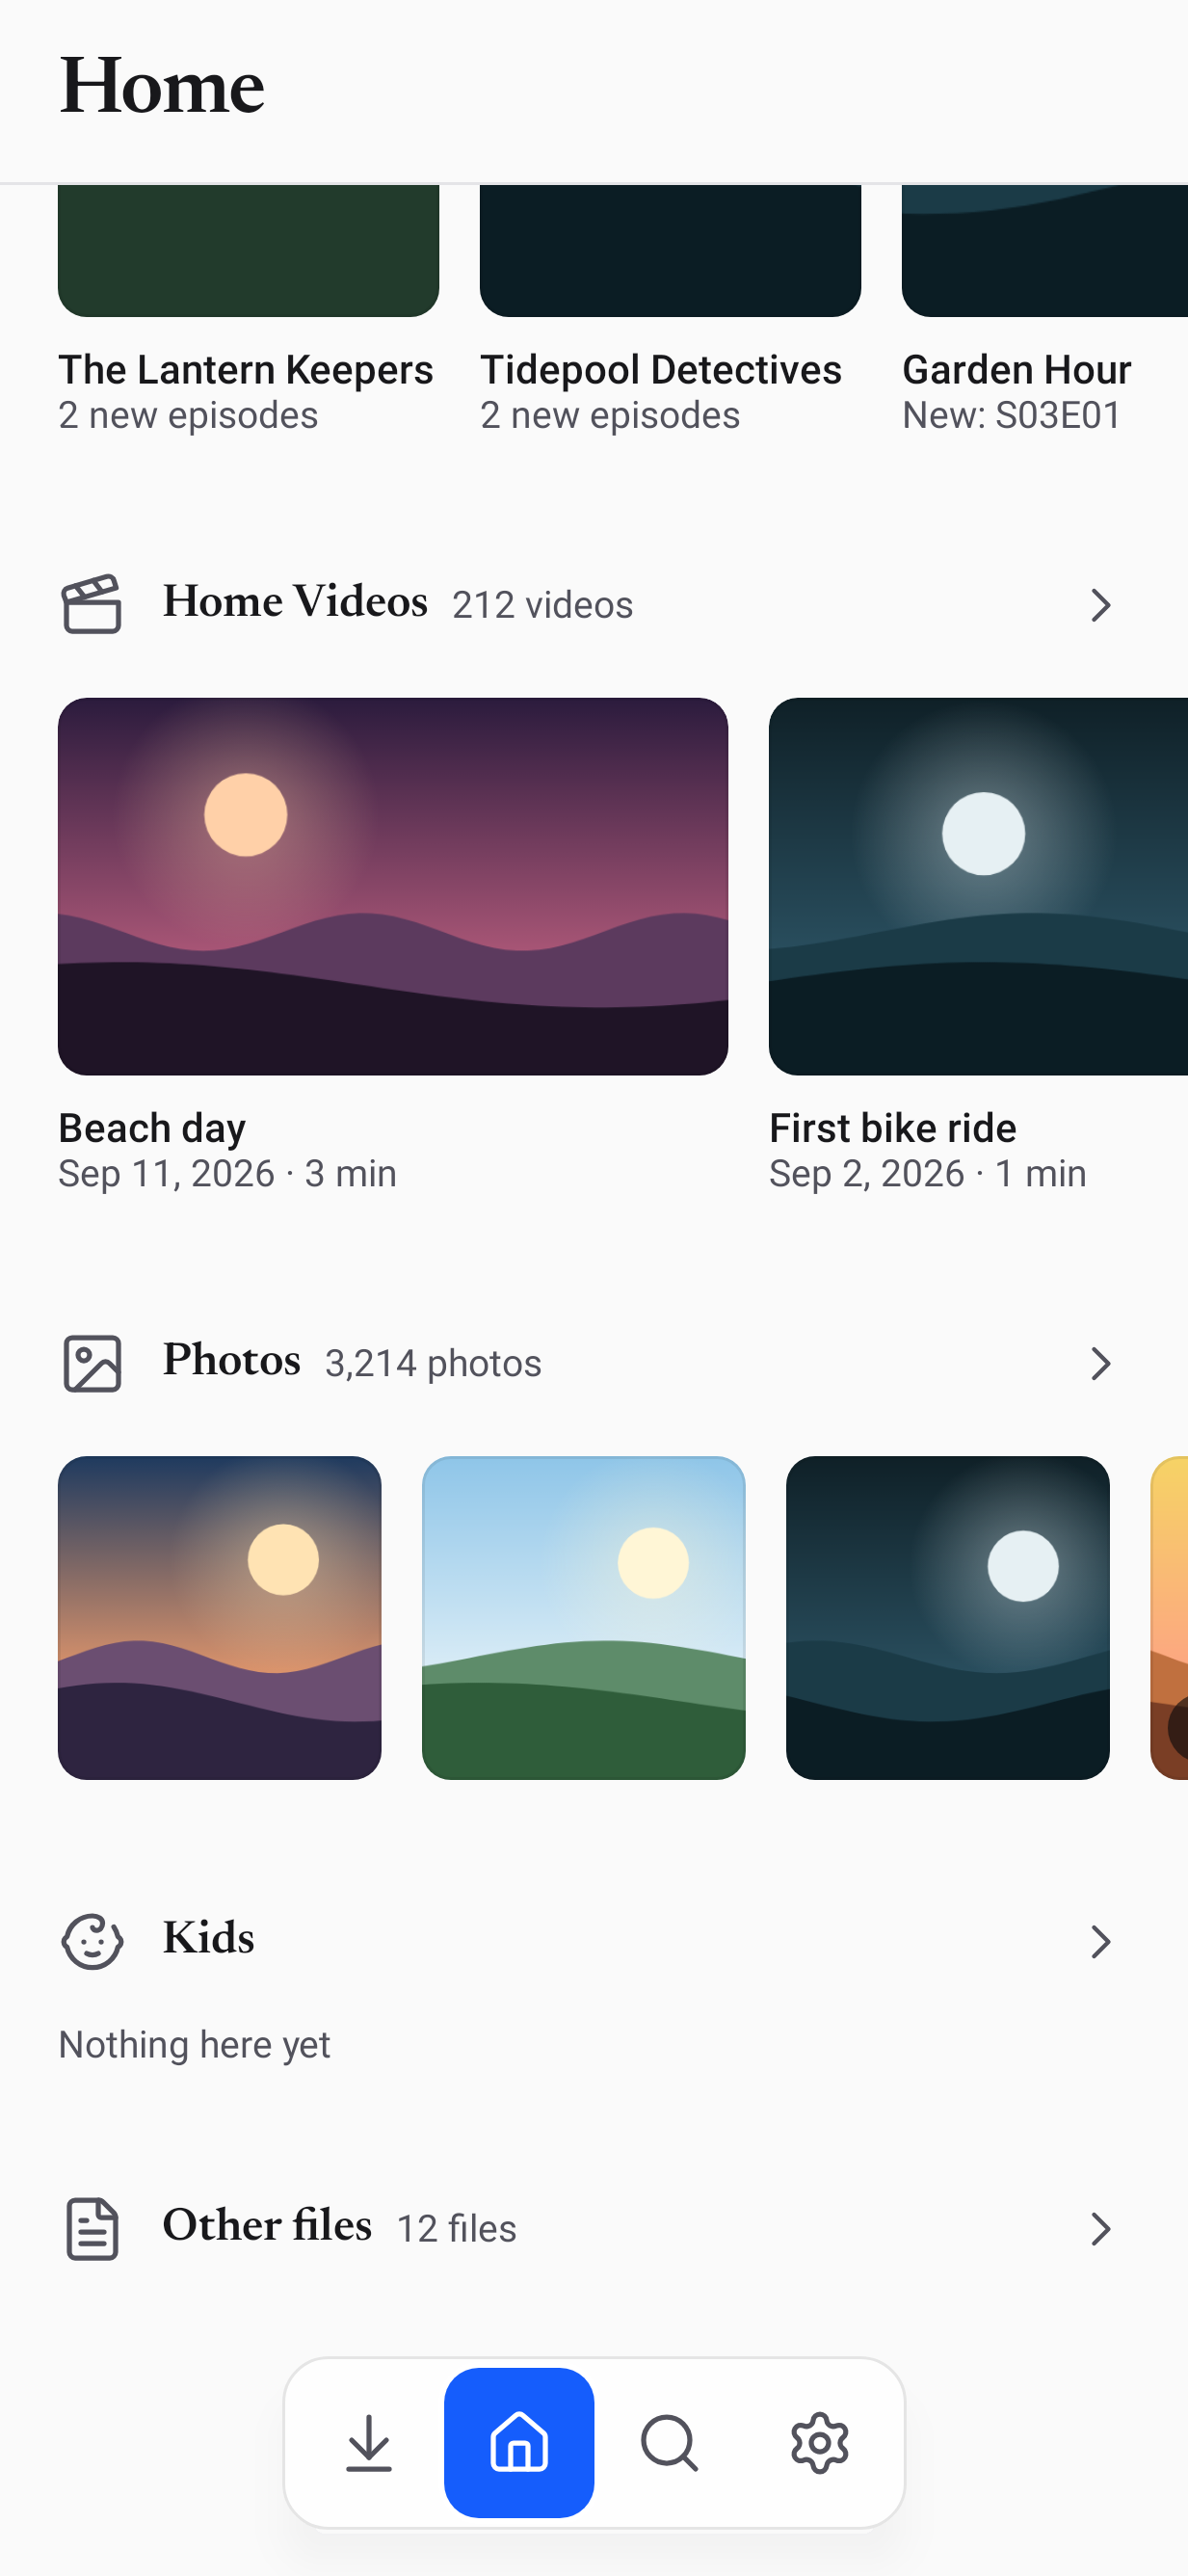 Home
The Lantern Keepers
2 new episodes
Tidepool Detectives
2 new episodes
Garden Hour
New: S03E01
Home Videos 212 videos
Beach day
Sep 11, 2026 · 3 min
First bike ride
Sep 2, 2026 · 1 min
Photos 3,214 photos
Kids
Nothing here yet
Other files 12 files